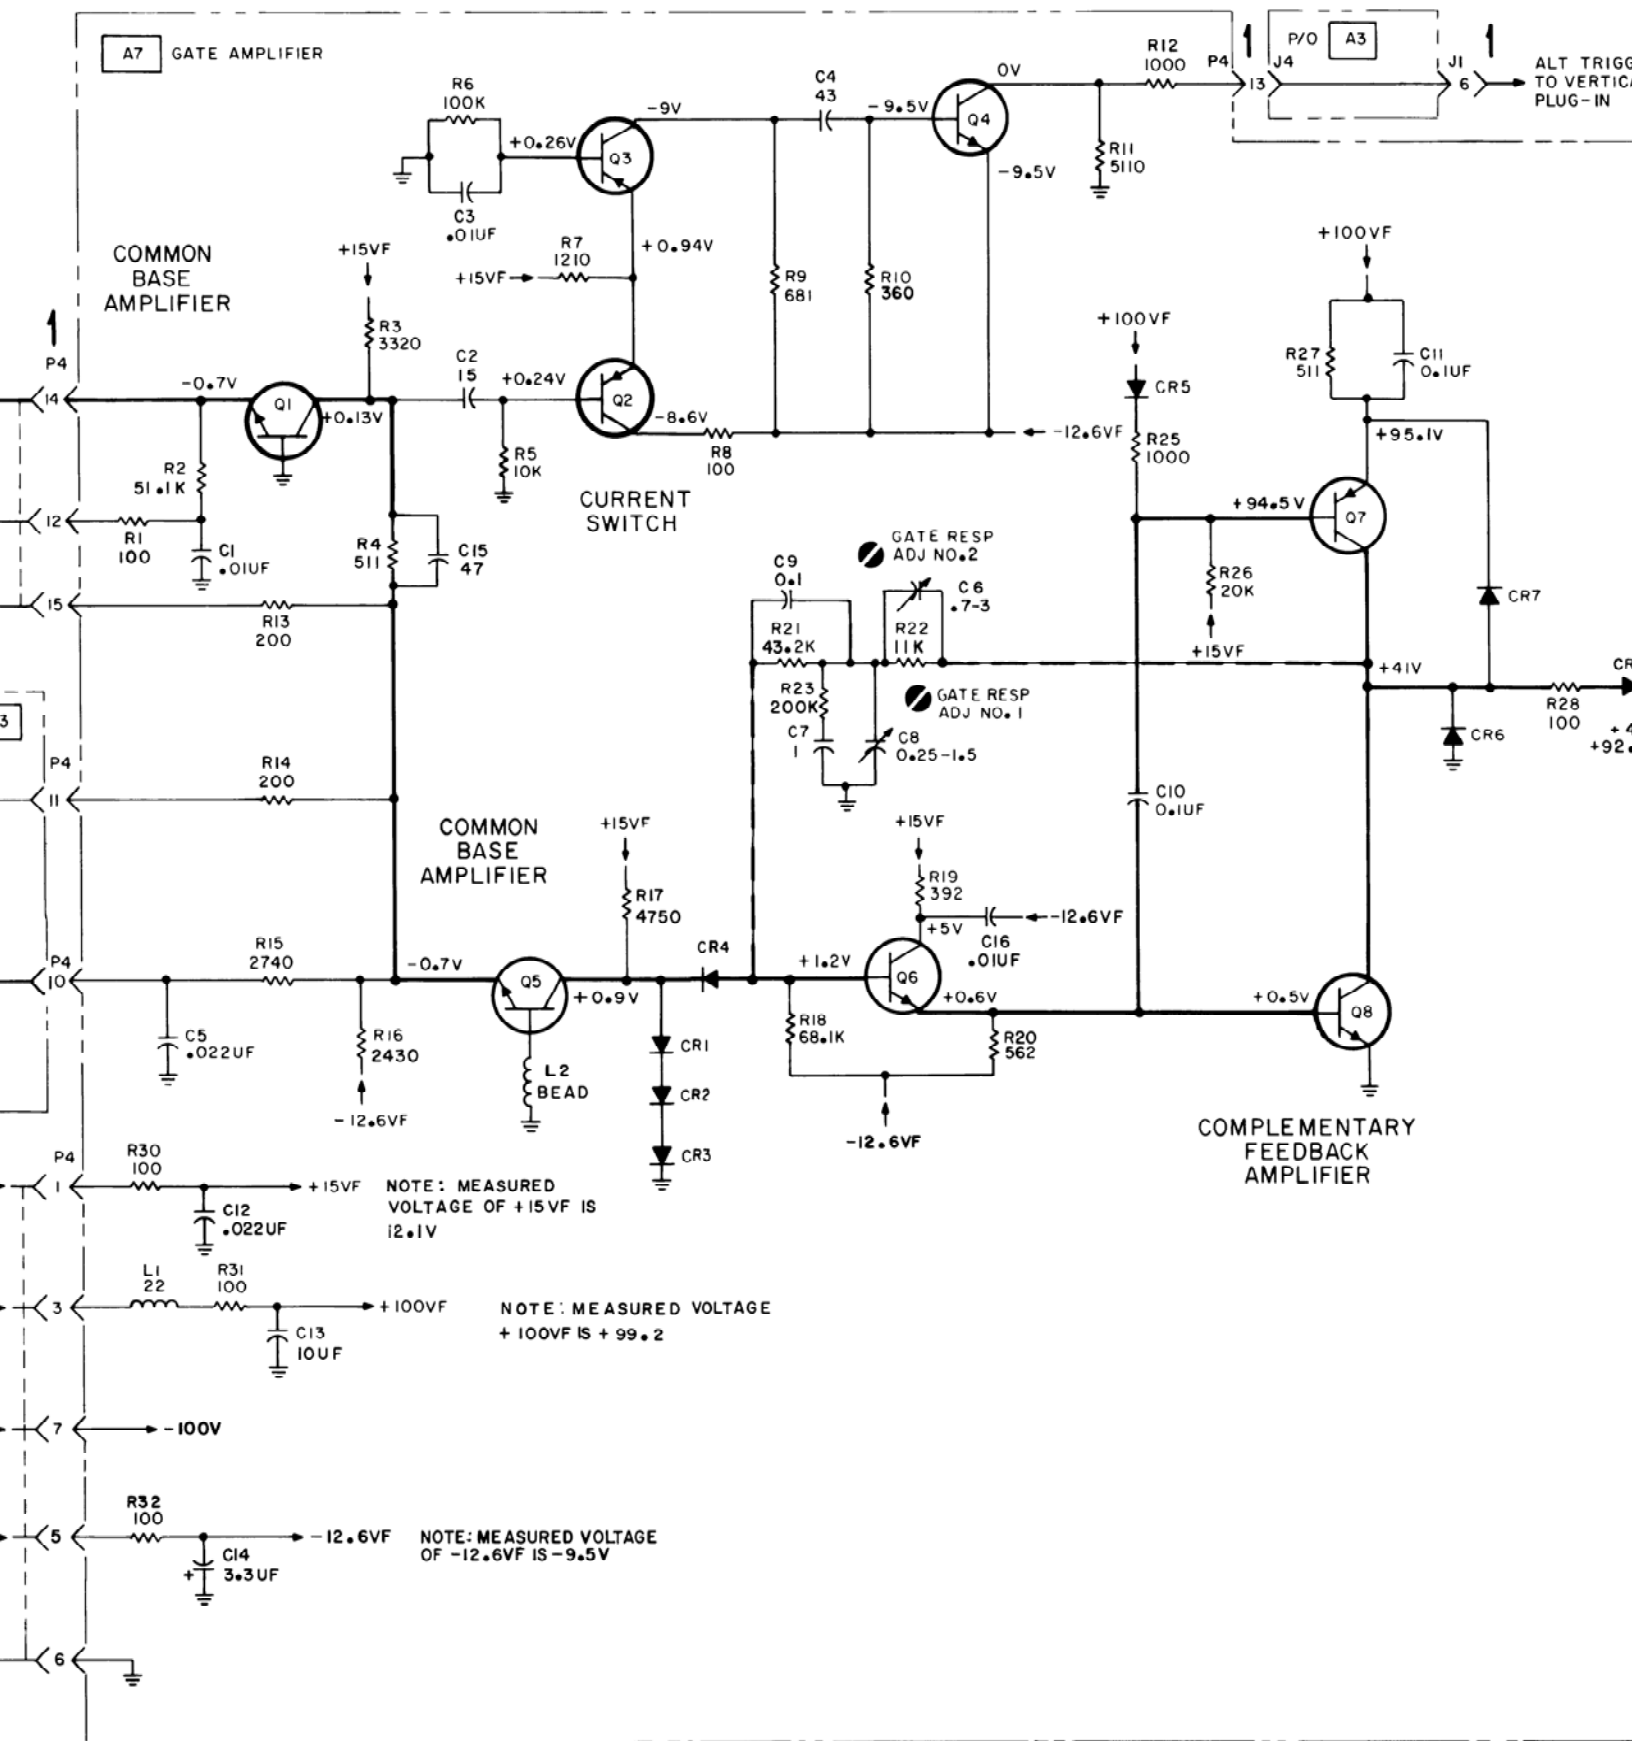 A7 GATE AMPLIFIER
R12
1000
P4
13
J4
P/O A3
J1
6
ALT TRIGG
TO VERTICA
PLUG-IN
R6
100K
+0.26V
Q3
C3
.01UF
-9V
C4
43
-9.5V
Q4
0V
-9.5V
R11
5110
COMMON
BASE
AMPLIFIER
+15VF
R3
3320
R7
1210
+15VF
+0.94V
R9
681
R10
360
P4
14
-0.7V
Q1
+0.13V
C2
15
+0.24V
Q2
-8.6V
R8
100
-12.6VF
R5
10K
CURRENT
SWITCH
R2
51.1K
12
R1
100
C1
.01UF
R4
511
C15
47
15
R13
200
+100VF
CR5
R25
1000
+100VF
R27
511
C11
0.1UF
+95.1V
+94.5V
Q7
R26
20K
+15VF
CR7
+41V
CR6
R28
100
CR
+4
+92.
GATE RESP
ADJ NO.2
C9
0.1
C6
.7-3
R21
43.2K
R22
11K
R23
200K
GATE RESP
ADJ NO.1
C7
1
C8
0.25-1.5
C10
0.1UF
3
P4
11
R14
200
COMMON
BASE
AMPLIFIER
+15VF
R17
4750
+15VF
R19
392
-12.6VF
+5V
C16
.01UF
P4
10
R15
2740
-0.7V
Q5
+0.9V
CR4
+1.2V
Q6
+0.6V
+0.5V
Q8
C5
.022UF
R16
2430
-12.6VF
L2
BEAD
CR1
CR2
CR3
R18
68.1K
R20
562
-12.6VF
COMPLEMENTARY
FEEDBACK
AMPLIFIER
P4
1
R30
100
+15VF
C12
.022UF
NOTE: MEASURED
VOLTAGE OF +15VF IS
12.1V
3
L1
22
R31
100
+100VF
C13
10UF
NOTE: MEASURED VOLTAGE
+100VF IS +99.2
7
-100V
5
R32
100
-12.6VF
C14
+
3.3UF
NOTE: MEASURED VOLTAGE
OF -12.6VF IS -9.5V
6